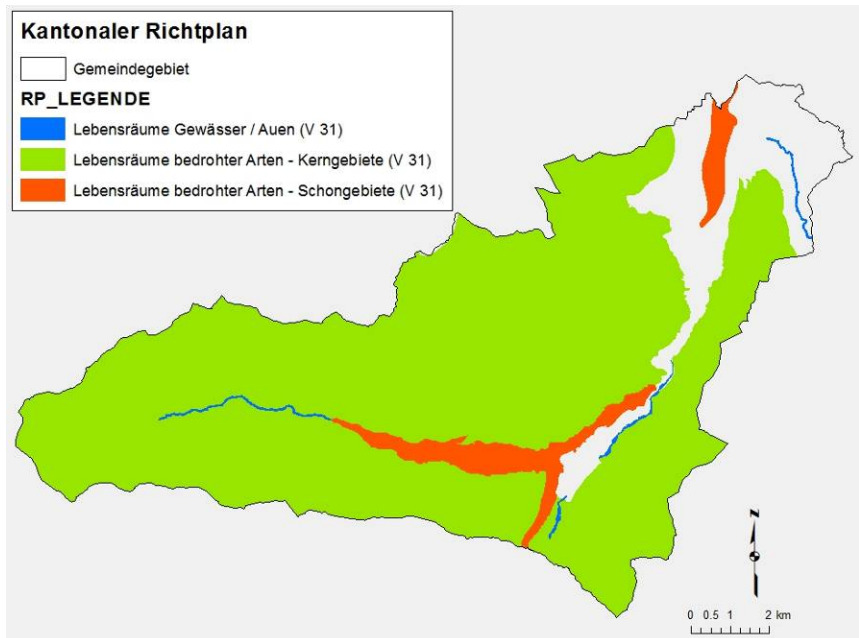 Kantonaler Richtplan
Gemeindegebiet
RP_LEGENDE
Lebensräume Gewässer / Auen (V 31)
Lebensräume bedrohter Arten - Kerngebiete (V 31)
Lebensräume bedrohter Arten - Schongebiete (V 31)
N
0 0.5 1 2 km